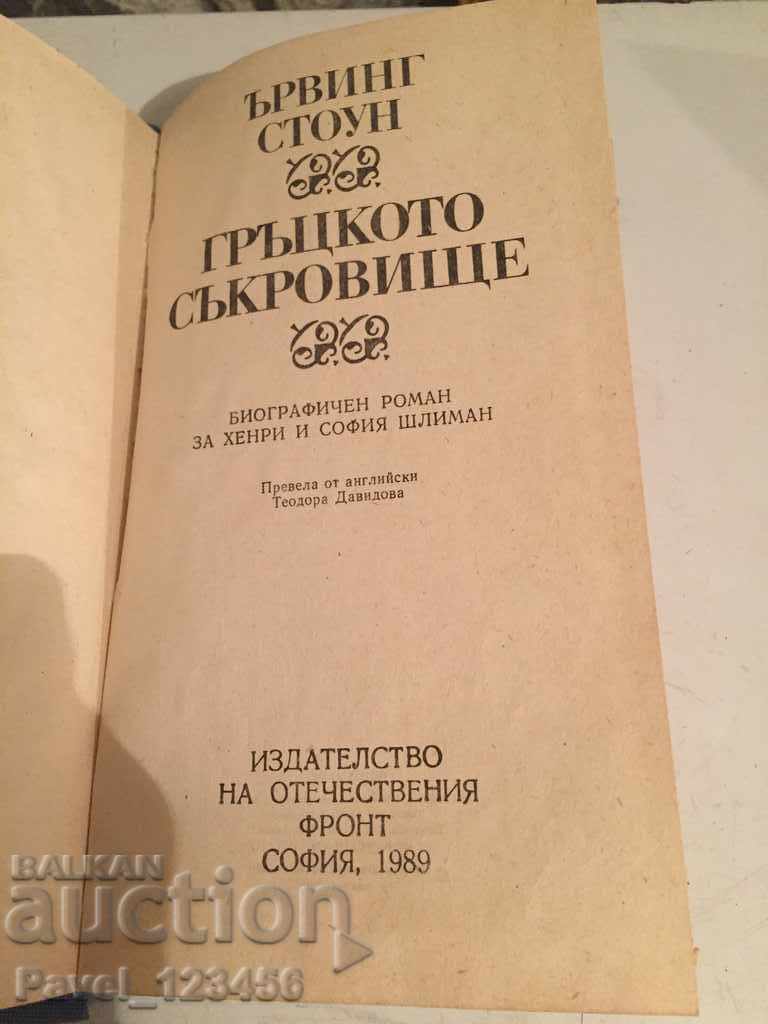 ЪРВИНГ
СТОУН
ГРЪЦКОТО
СЪКРОВИЩЕ
БИОГРАФИЧЕН РОМАН
ЗА ХЕНРИ И СОФИЯ ШЛИМАН
Превела от английски
Теодора Давидова
ИЗДАТЕЛСТВО
НА ОТЕЧЕСТВЕНИЯ
ФРОНТ
СОФИЯ, 1989
BALKAN
auction
Pavel_123456